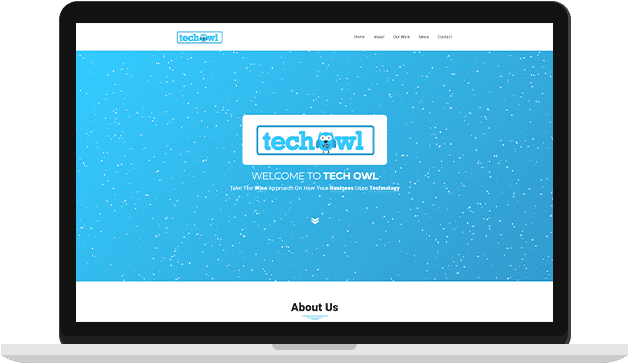 techowl
Home About Our Work News Contact
techowl
WELCOME TO TECH OWL
Take The Wise Approach On How Your Business Uses Technology
About Us